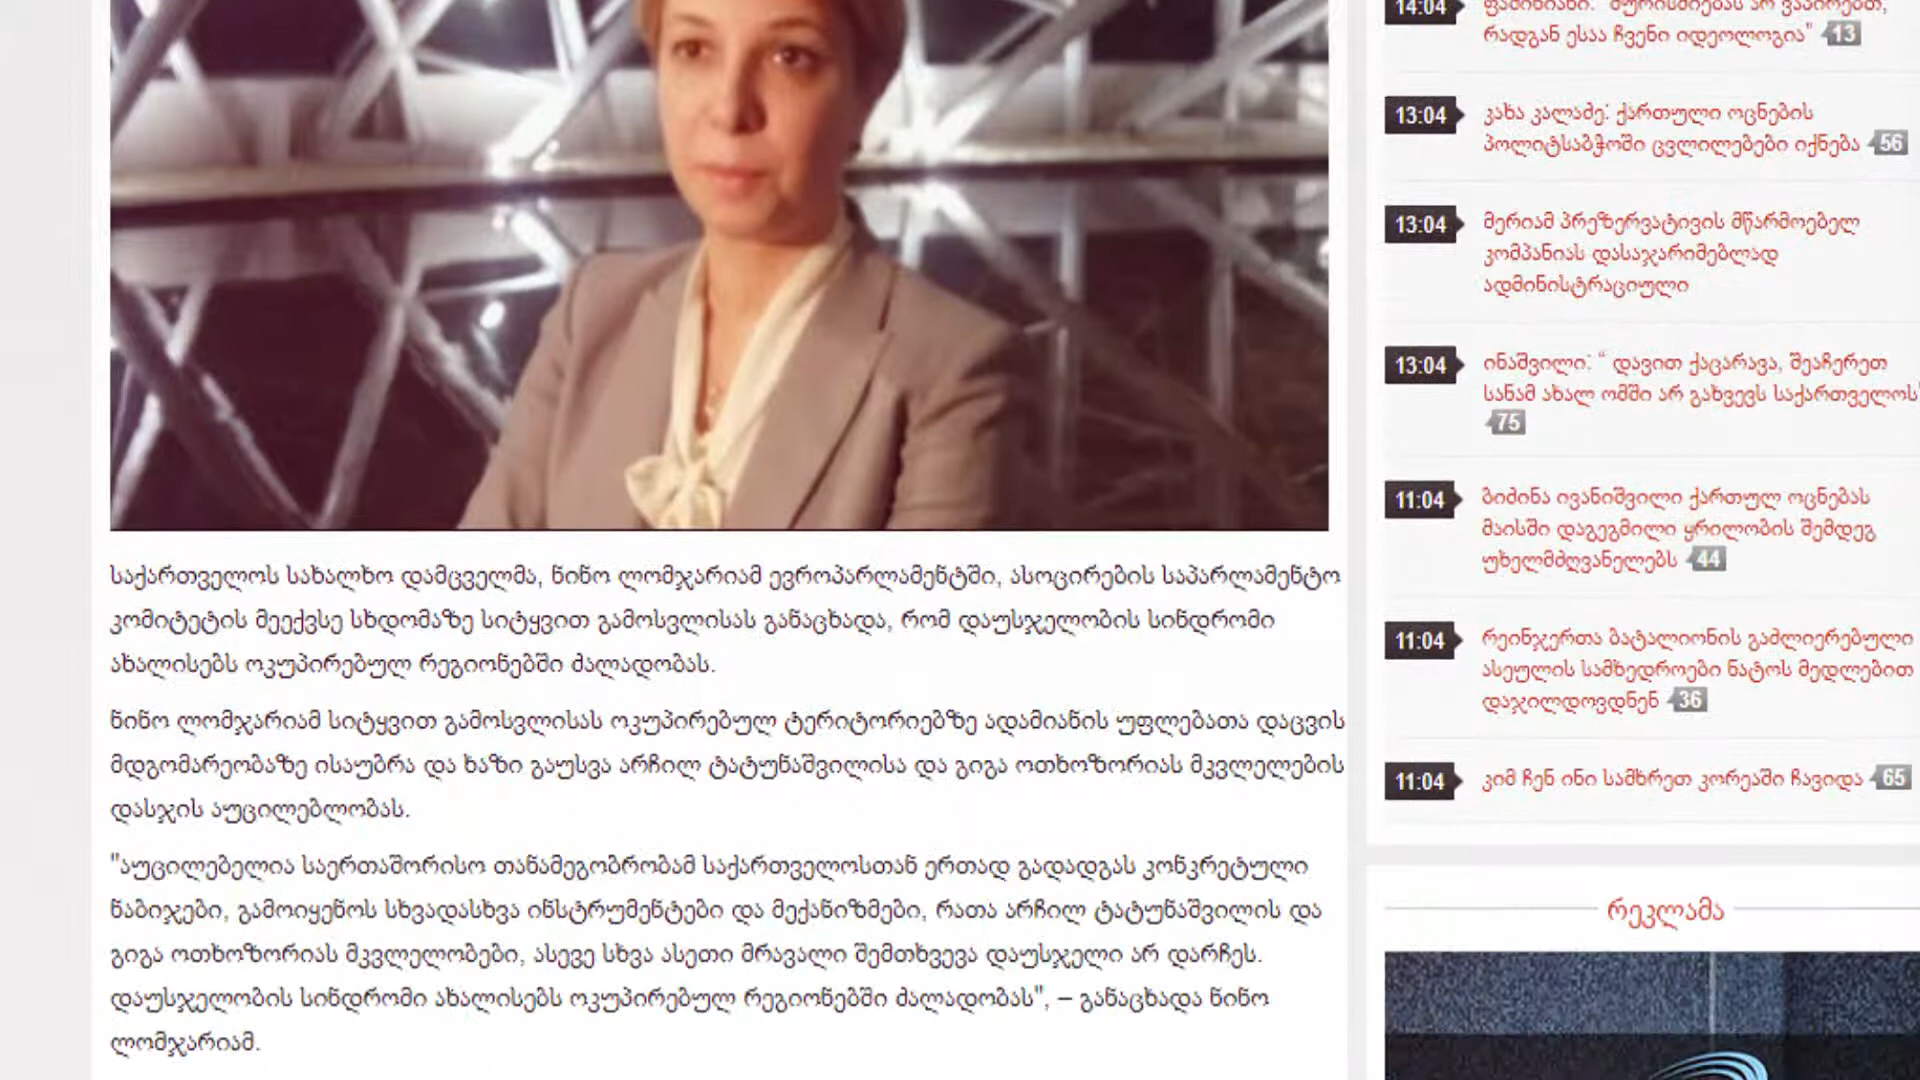 საქართველოს სახალხო დამცველმა, ნინო ლომჯარიამ ევროპარლამენტში, ასოცირების საპარლამენტო
კომიტეტის მეექვსე სხდომაზე სიტყვით გამოსვლისას განაცხადა, რომ დაუსჯელობის სინდრომი
ახალისებს ოკუპირებულ რეგიონებში ძალადობას.
ნინო ლომჯარიამ სიტყვით გამოსვლისას ოკუპირებულ ტერიტორიებზე ადამიანის უფლებათა დაცვის
მდგომარეობაზე ისაუბრა და ხაზი გაუსვა არჩილ ტატუნაშვილისა და გიგა ოთხოზორიას მკვლელების
დასჯის აუცილებლობას.
"აუცილებელია საერთაშორისო თანამეგობრობამ საქართველოსთან ერთად გადადგას კონკრეტული
ნაბიჯები, გამოიყენოს სხვადასხვა ინსტრუმენტები და მექანიზმები, რათა არჩილ ტატუნაშვილის და
გიგა ოთხოზორიას მკვლელობები, ასევე სხვა ასეთი მრავალი შემთხვევა დაუსჯელი არ დარჩეს.
დაუსჯელობის სინდრომი ახალისებს ოკუპირებულ რეგიონებში ძალადობას", – განაცხადა ნინო
ლომჯარიამ.
14:04
რადგან ესაა ჩვენი იდეოლოგია" 13
13:04 კახა კალაძე: ქართული ოცნების
პოლიტსაბჭოში ცვლილებები იქნება 56
13:04 მერიამ პრეზერვატივის მწარმოებელ
კომპანიას დასაჯარიმებლად
ადმინისტრაციული
13:04 ინაშვილი: “ დავით ქაცარავა, შეაჩერეთ
სანამ ახალ ომში არ გახვევს საქართველოს"
75
11:04 ბიძინა ივანიშვილი ქართულ ოცნებას
მაისში დაგეგმილი ყრილობის შემდეგ
უხელმძღვანელებს 44
11:04 რეინჯერთა ბატალიონის გაძლიერებული
ასეულის სამხედროები ნატოს მედლებით
დაჯილდოვდნენ 36
11:04 კიმ ჩენ ინი სამხრეთ კორეაში ჩავიდა 65
რეკლამა